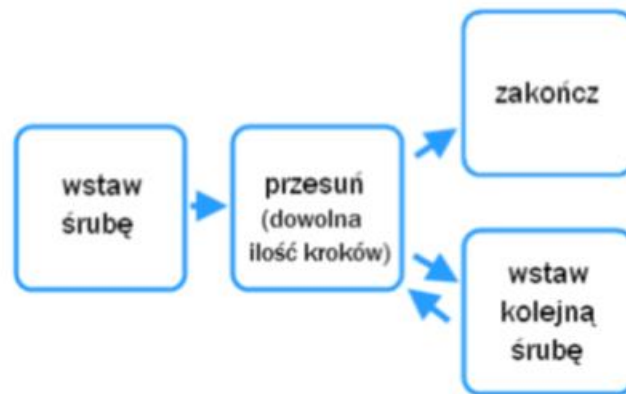 wstaw
śrubę
przesuń
(dowolna
ilość kroków)
zakończ
wstaw
kolejną
śrubę